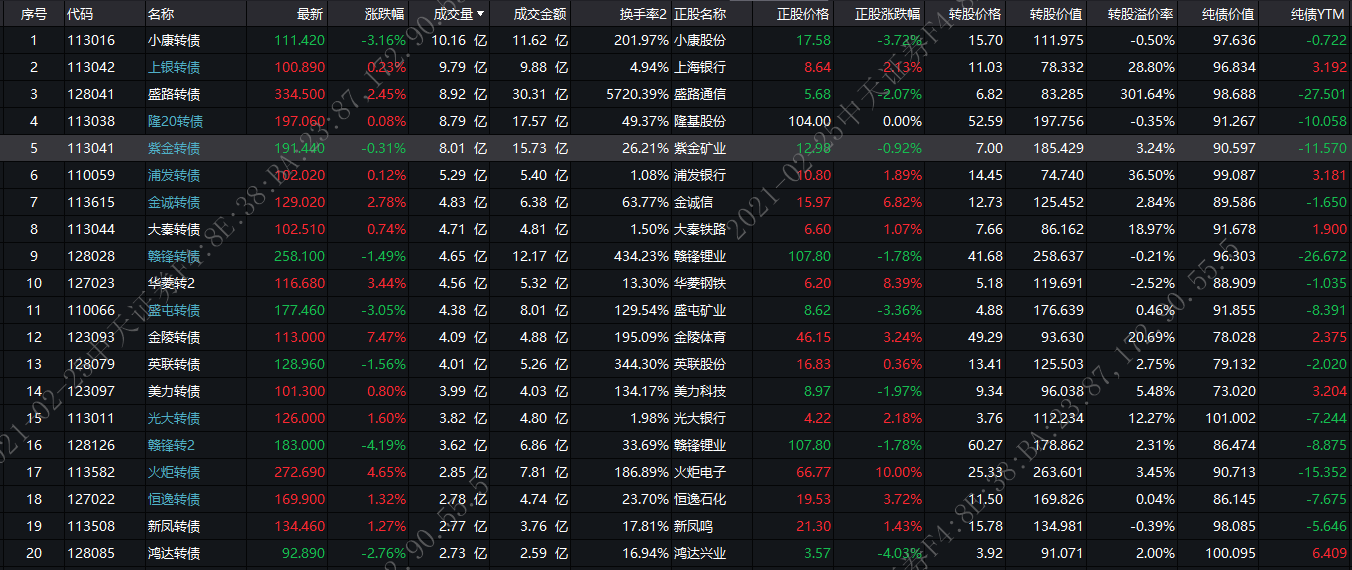 序号 代码 名称 最新 涨跌幅 成交量 成交金额 换手率2 正股名称 正股价格 正股涨跌幅 转股价格 转股价值 转股溢价率 纯债价值 纯债YTM
1 113016 小康转债 111.420 -3.16% 10.16 亿 11.62 亿 201.97% 小康股份 17.58 -3.72% 15.70 111.975 -0.50% 97.636 -0.722
2 113042 上银转债 100.890 0.23% 9.79 亿 9.88 亿 4.94% 上海银行 8.64 2.13% 11.03 78.332 28.80% 96.834 3.192
3 128041 盛路转债 334.500 2.45% 8.92 亿 30.31 亿 5720.39% 盛路通信 5.68 -2.07% 6.82 83.285 301.64% 98.688 -27.501
4 113038 隆20转债 197.060 0.08% 8.79 亿 17.57 亿 49.37% 隆基股份 104.00 0.00% 52.59 197.756 -0.35% 91.267 -10.058
5 113041 紫金转债 191.440 -0.31% 8.01 亿 15.73 亿 26.21% 紫金矿业 12.98 -0.92% 7.00 185.429 3.24% 90.597 -11.570
6 110059 浦发转债 102.020 0.12% 5.29 亿 5.40 亿 1.08% 浦发银行 10.80 1.89% 14.45 74.740 36.50% 99.087 3.181
7 113615 金诚转债 129.020 2.78% 4.83 亿 6.38 亿 63.77% 金诚信 15.97 6.82% 12.73 125.452 2.84% 89.586 -1.650
8 113044 大秦转债 102.510 0.74% 4.71 亿 4.81 亿 1.50% 大秦铁路 6.60 1.07% 7.66 86.162 18.97% 91.678 1.900
9 128028 赣锋转债 258.100 -1.49% 4.65 亿 12.17 亿 434.23% 赣锋锂业 107.80 -1.78% 41.68 258.637 -0.21% 96.303 -26.672
10 127023 华菱转2 116.680 3.44% 4.56 亿 5.32 亿 13.30% 华菱钢铁 6.20 8.39% 5.18 119.691 -2.52% 88.909 -1.035
11 110066 盛屯转债 177.460 -3.05% 4.38 亿 8.01 亿 129.54% 盛屯矿业 8.62 -3.36% 4.88 176.639 0.46% 91.855 -8.391
12 123093 金陵转债 113.000 7.47% 4.09 亿 4.88 亿 195.09% 金陵体育 46.15 3.24% 49.29 93.630 20.69% 78.028 2.375
13 128079 英联转债 128.960 -1.56% 4.01 亿 5.26 亿 344.30% 英联股份 16.83 0.36% 13.41 125.503 2.75% 79.132 -2.020
14 123097 美力转债 101.300 0.80% 3.99 亿 4.03 亿 134.17% 美力科技 8.97 -1.97% 9.34 96.038 5.48% 73.020 3.204
15 113011 光大转债 126.000 1.60% 3.82 亿 4.80 亿 1.98% 光大银行 4.22 2.18% 3.76 112.234 12.27% 101.002 -7.244
16 128126 赣锋转2 183.000 -4.19% 3.62 亿 6.86 亿 33.69% 赣锋锂业 107.80 -1.78% 60.27 178.862 2.31% 86.474 -8.875
17 113582 火炬转债 272.690 4.65% 2.85 亿 7.81 亿 186.89% 火炬电子 66.77 10.00% 25.33 263.601 3.45% 90.713 -15.352
18 127022 恒逸转债 169.900 1.32% 2.78 亿 4.74 亿 23.70% 恒逸石化 19.53 3.72% 11.50 169.826 0.04% 86.145 -7.675
19 113508 新凤转债 134.460 1.27% 2.77 亿 3.76 亿 17.81% 新凤鸣 21.30 1.43% 15.78 134.981 -0.39% 98.085 -5.646
20 128085 鸿达转债 92.890 -2.76% 2.73 亿 2.59 亿 16.94% 鸿达兴业 3.57 -4.03% 3.92 91.071 2.00% 100.095 6.409